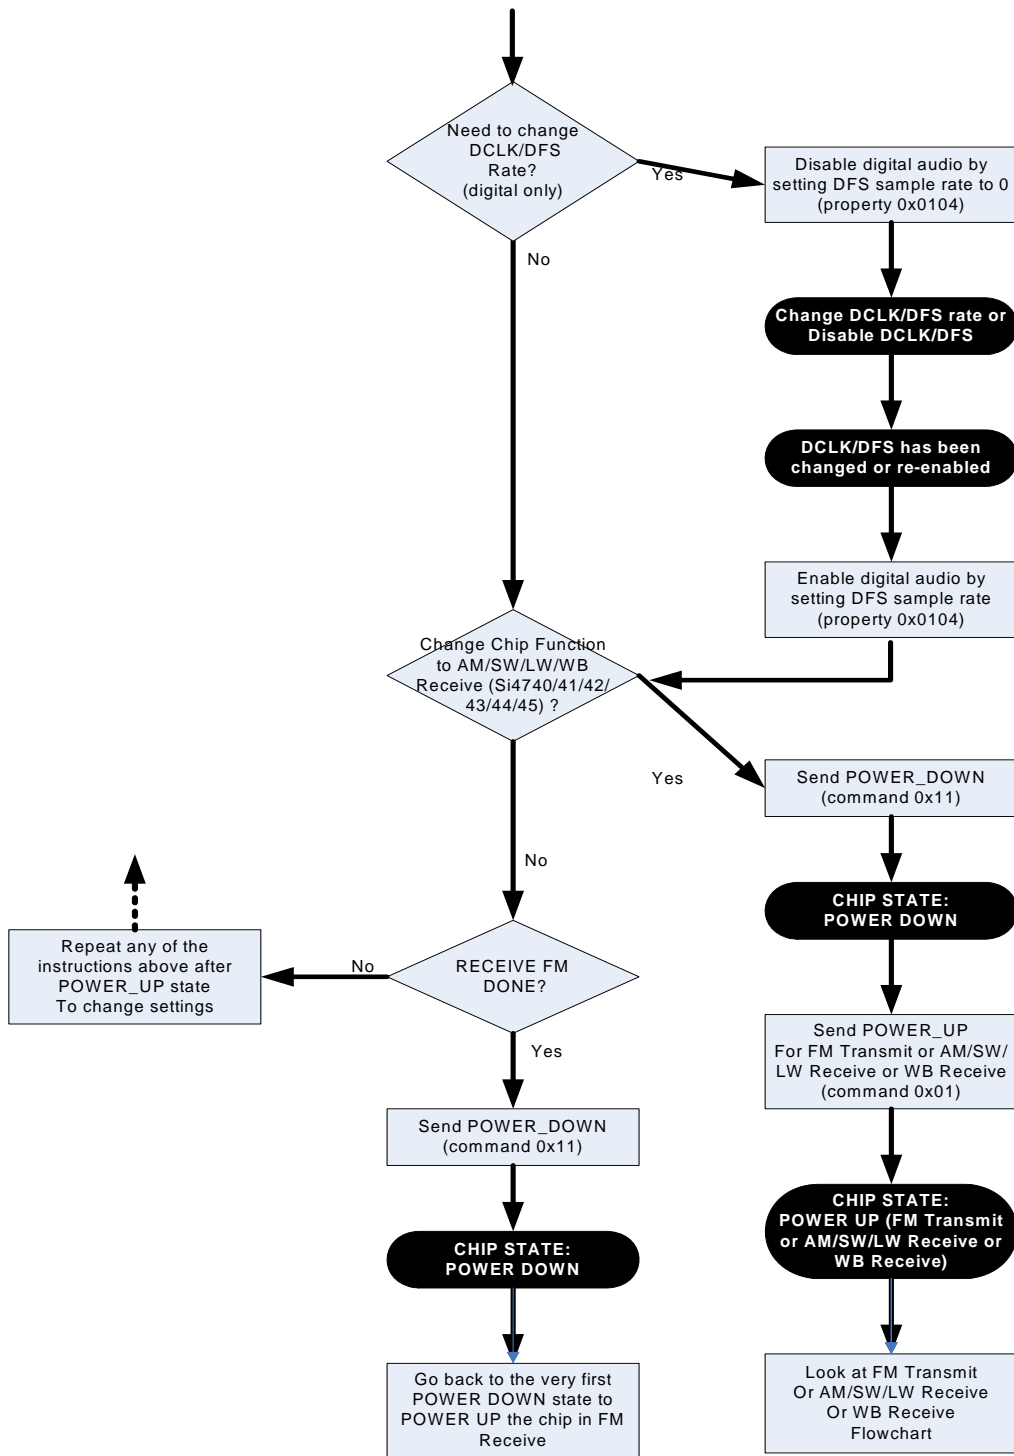 Need to change
DCLK/DFS
Rate?
(digital only)
Yes
Disable digital audio by
setting DFS sample rate to 0
(property 0x0104)
No
Change DCLK/DFS rate or
Disable DCLK/DFS
DCLK/DFS has been
changed or re-enabled
Enable digital audio by
setting DFS sample rate
(property 0x0104)
Change Chip Function
to AM/SW/LW/WB
Receive (Si4740/41/42/
43/44/45) ?
Yes
Send POWER_DOWN
(command 0x11)
No
CHIP STATE:
POWER DOWN
Repeat any of the
instructions above after
POWER_UP state
To change settings
No
RECEIVE FM
DONE?
Send POWER_UP
For FM Transmit or AM/SW/
LW Receive or WB Receive
(command 0x01)
Yes
Send POWER_DOWN
(command 0x11)
CHIP STATE:
POWER UP (FM Transmit
or AM/SW/LW Receive or
WB Receive)
CHIP STATE:
POWER DOWN
Go back to the very first
POWER DOWN state to
POWER UP the chip in FM
Receive
Look at FM Transmit
Or AM/SW/LW Receive
Or WB Receive
Flowchart